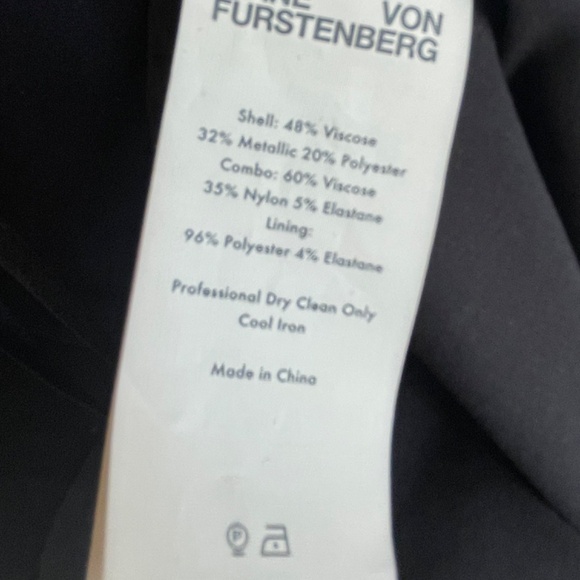 VON
FURSTENBERG
Shell: 48% Viscose
32% Metallic 20% Polyester
Combo: 60% Viscose
35% Nylon 5% Elastane
Lining:
96% Polyester 4% Elastane
Professional Dry Clean Only
Cool Iron
Made in China
P